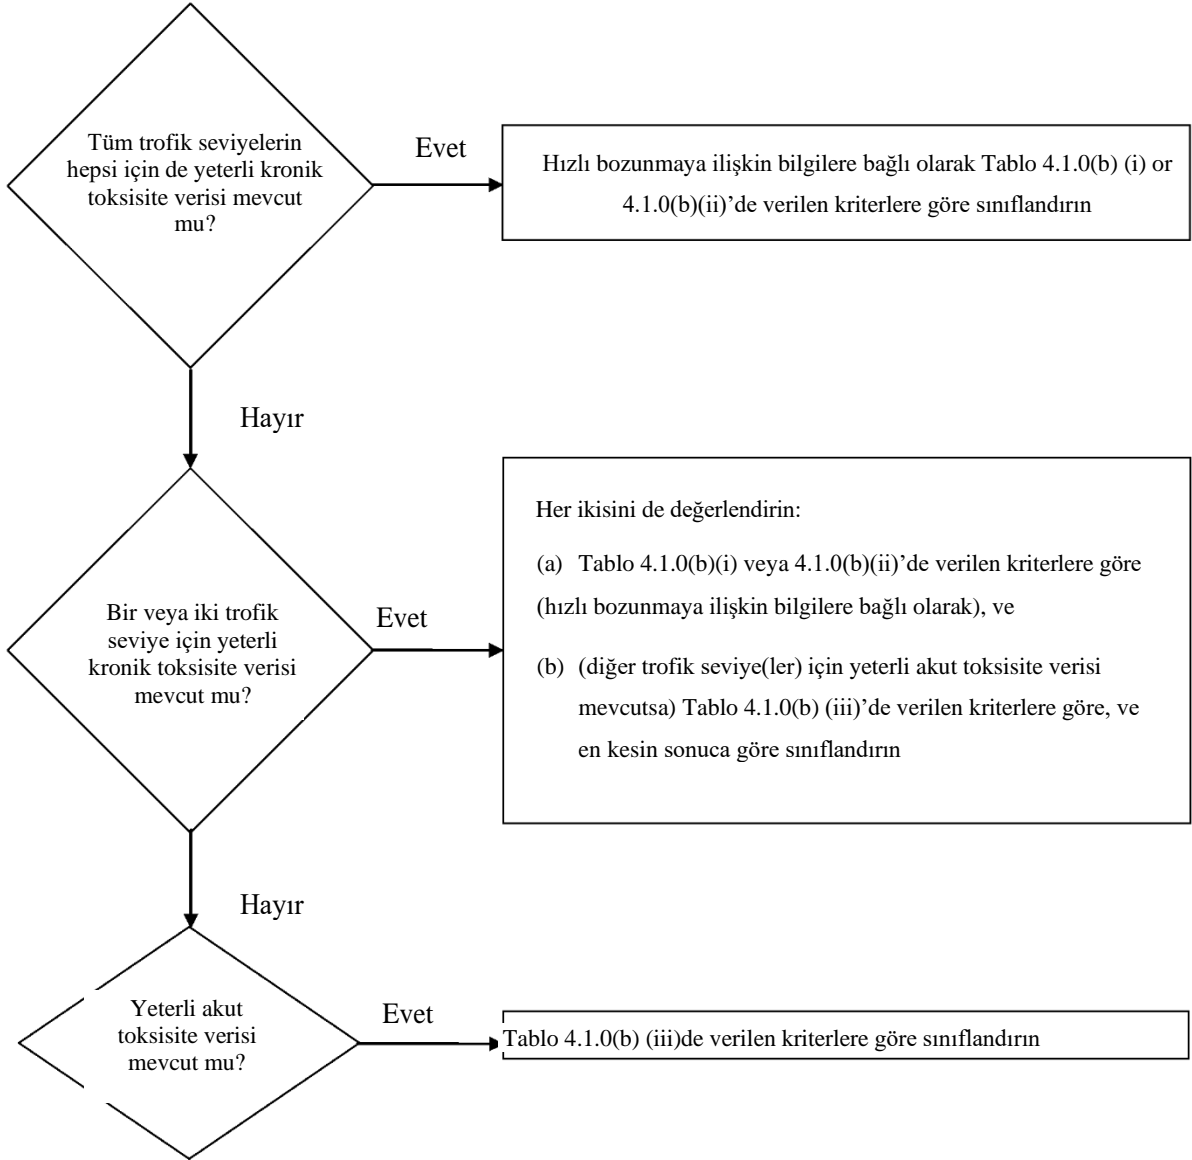 Tüm trofik seviyelerin
hepsi için de yeterli kronik
toksisite verisi mevcut
mu?
Evet
Hızlı bozunmaya ilişkin bilgilere bağlı olarak Tablo 4.1.0(b) (i) or
4.1.0(b)(ii)’de verilen kriterlere göre sınıflandırın
Hayır
Bir veya iki trofik
seviye için yeterli
kronik toksisite verisi
mevcut mu?
Evet
Her ikisini de değerlendirin:
(a) Tablo 4.1.0(b)(i) veya 4.1.0(b)(ii)’de verilen kriterlere göre
(hızlı bozunmaya ilişkin bilgilere bağlı olarak), ve
(b) (diğer trofik seviye(ler) için yeterli akut toksisite verisi
mevcutsa) Tablo 4.1.0(b) (iii)’de verilen kriterlere göre, ve
en kesin sonuca göre sınıflandırın
Hayır
Yeterli akut
toksisite verisi
mevcut mu?
Evet
Tablo 4.1.0(b) (iii)de verilen kriterlere göre sınıflandırın